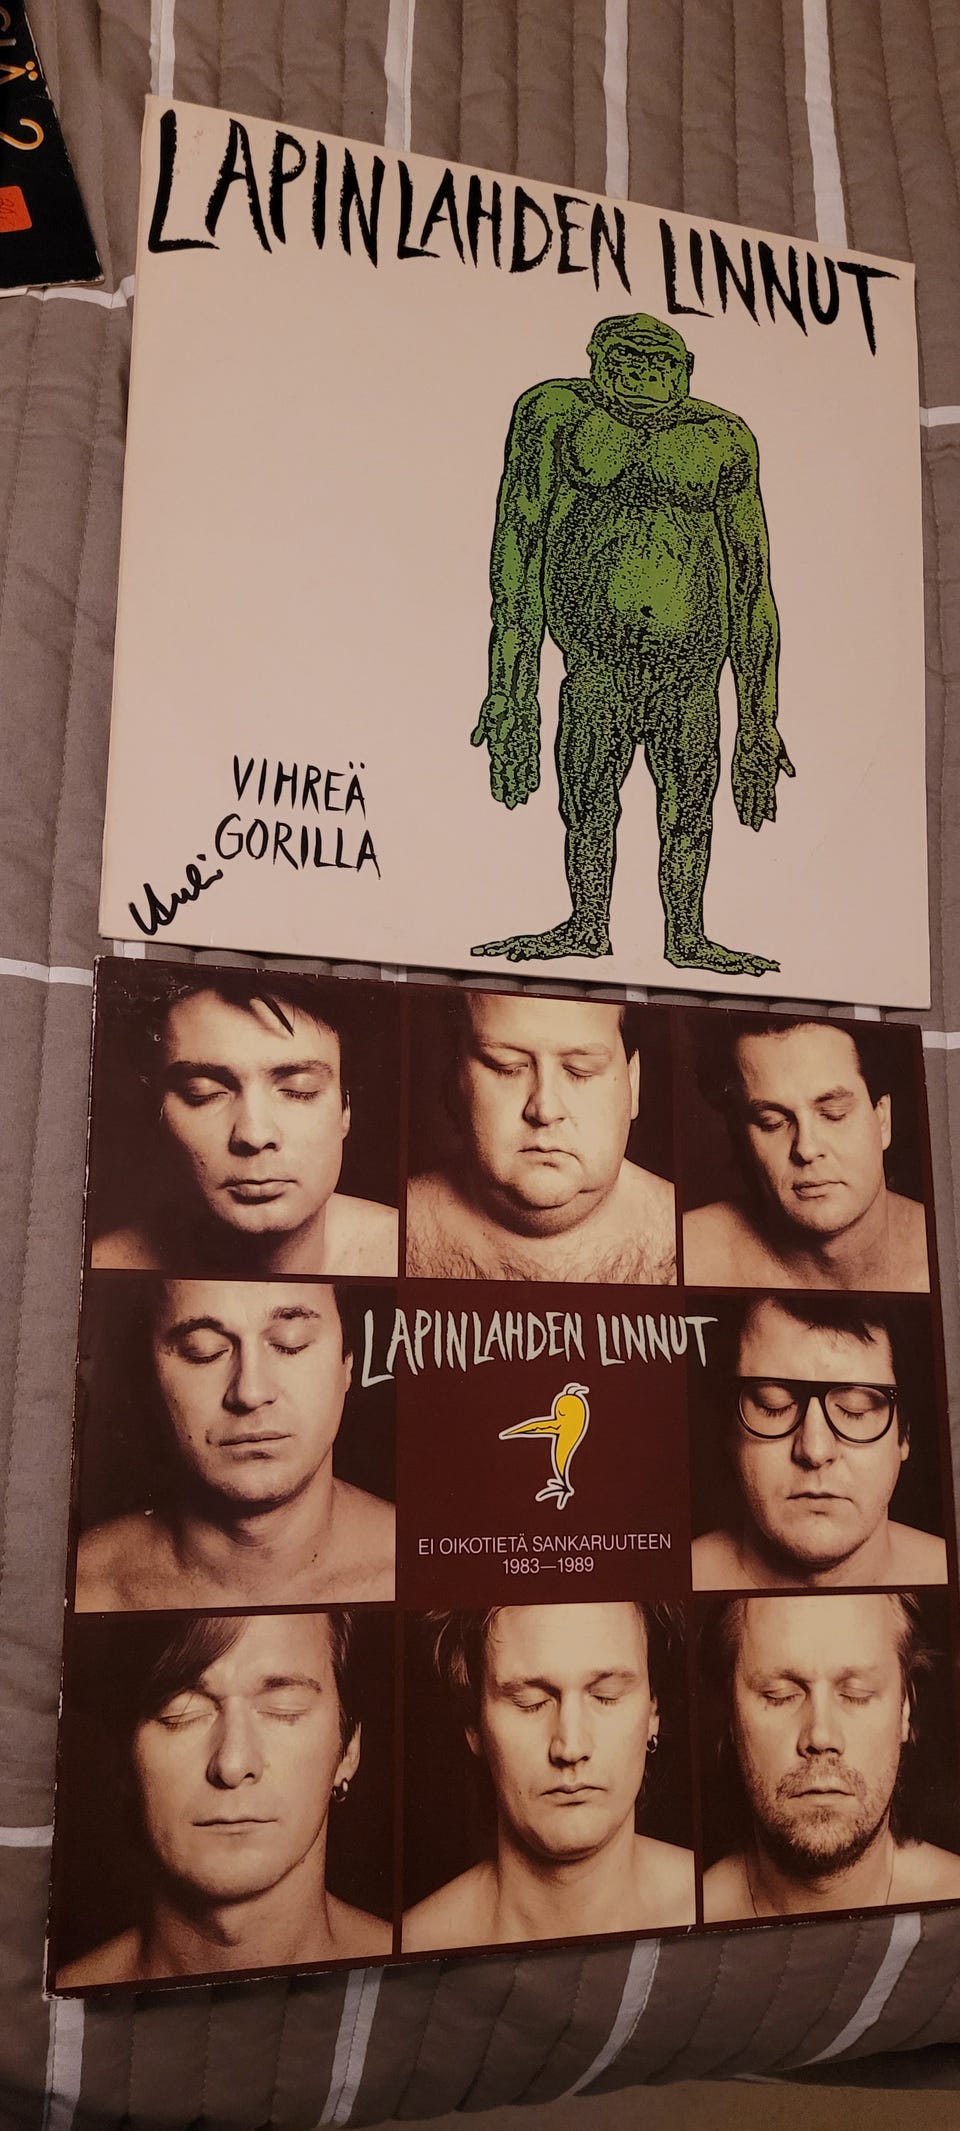 LAPINLAHDEN LINNUT
VIHREÄ
GORILLA
LAPINLAHDEN LINNUT
EI OIKOTIETÄ SANKARUUTEEN
1983—1989